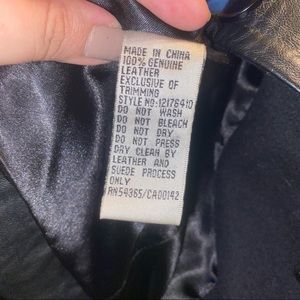 MADE IN CHINA
100% GENUINE
LEATHER
EXCLUSIVE OF
TRIMMING
STYLE NO:12176410
DO NOT WASH
DO NOT BLEACH
DO NOT DRY
DO NOT PRESS
DRY CLEAN BY
LEATHER AND
SUEDE PROCESS
ONLY
RN54365/CA00142